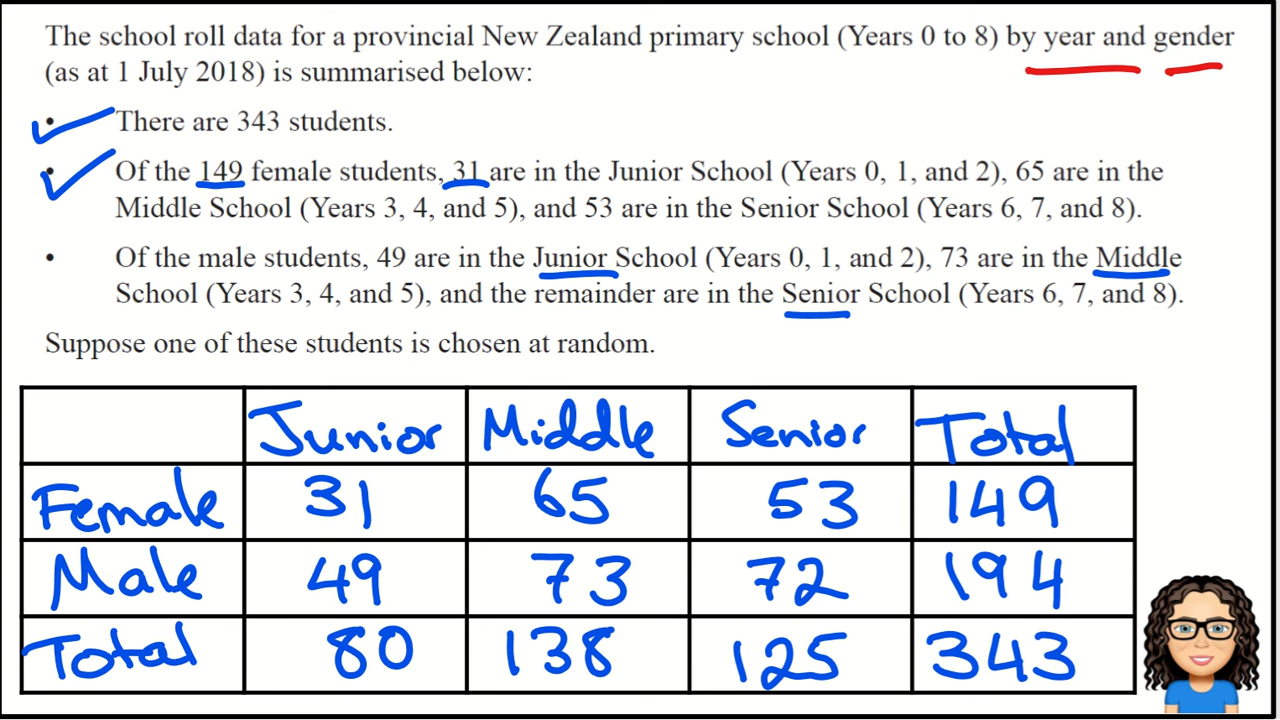 The school roll data for a provincial New Zealand primary school (Years 0 to 8) by year and gender
(as at 1 July 2018) is summarised below:
• There are 343 students.
• Of the 149 female students, 31 are in the Junior School (Years 0, 1, and 2), 65 are in the
Middle School (Years 3, 4, and 5), and 53 are in the Senior School (Years 6, 7, and 8).
• Of the male students, 49 are in the Junior School (Years 0, 1, and 2), 73 are in the Middle
School (Years 3, 4, and 5), and the remainder are in the Senior School (Years 6, 7, and 8).
Suppose one of these students is chosen at random.
Junior Middle Senior Total
Female 31 65 53 149
Male 49 73 72 194
Total 80 138 125 343